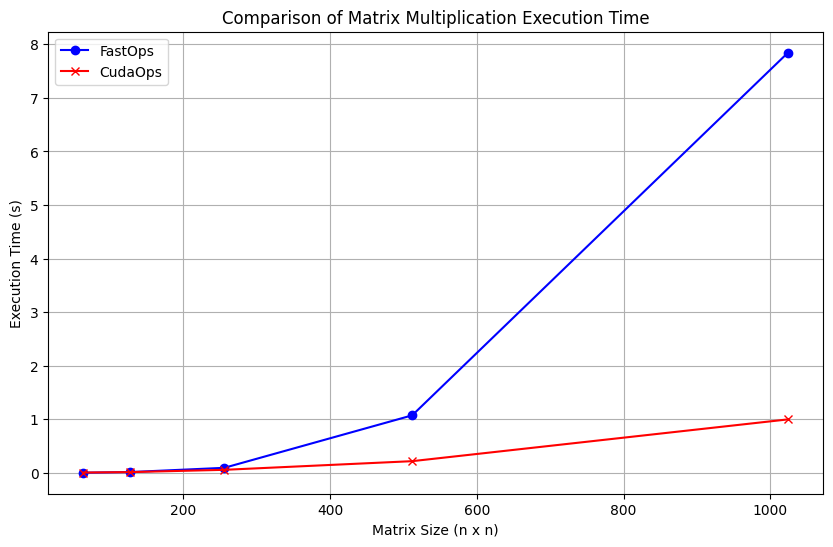 Comparison of Matrix Multiplication Execution Time
FastOps
CudaOps
8
7
6
5
4
3
2
1
0
Execution Time (s)
200 400 600 800 1000
Matrix Size (n x n)